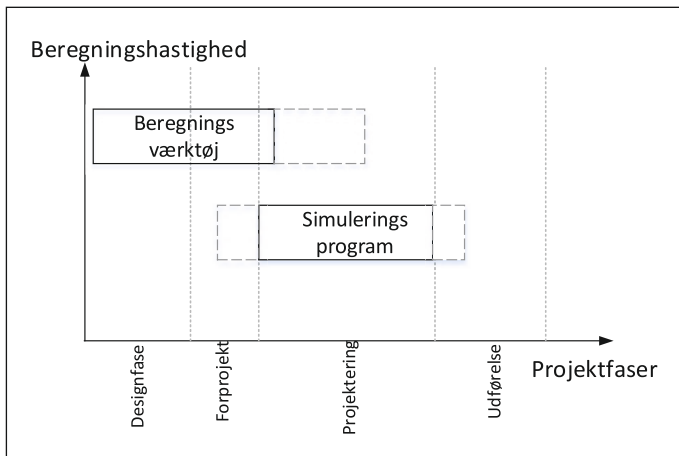 Beregningshastighed
Beregnings
værktøj
Simulerings
program
Designfase
Forprojekt
Projektering
Udførelse
Projektfaser